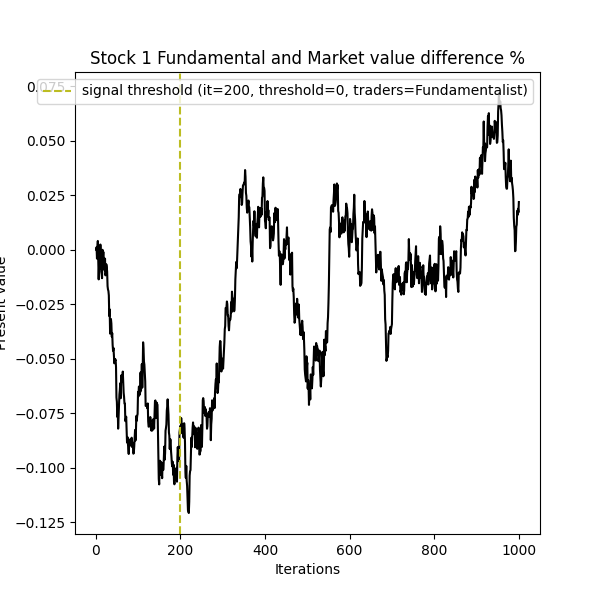 Stock 1 Fundamental and Market value difference %
signal threshold (it=200, threshold=0, traders=Fundamentalist)
0.075
0.050
0.025
0.000
−0.025
−0.050
−0.075
−0.100
−0.125
Present value
0 200 400 600 800 1000
Iterations